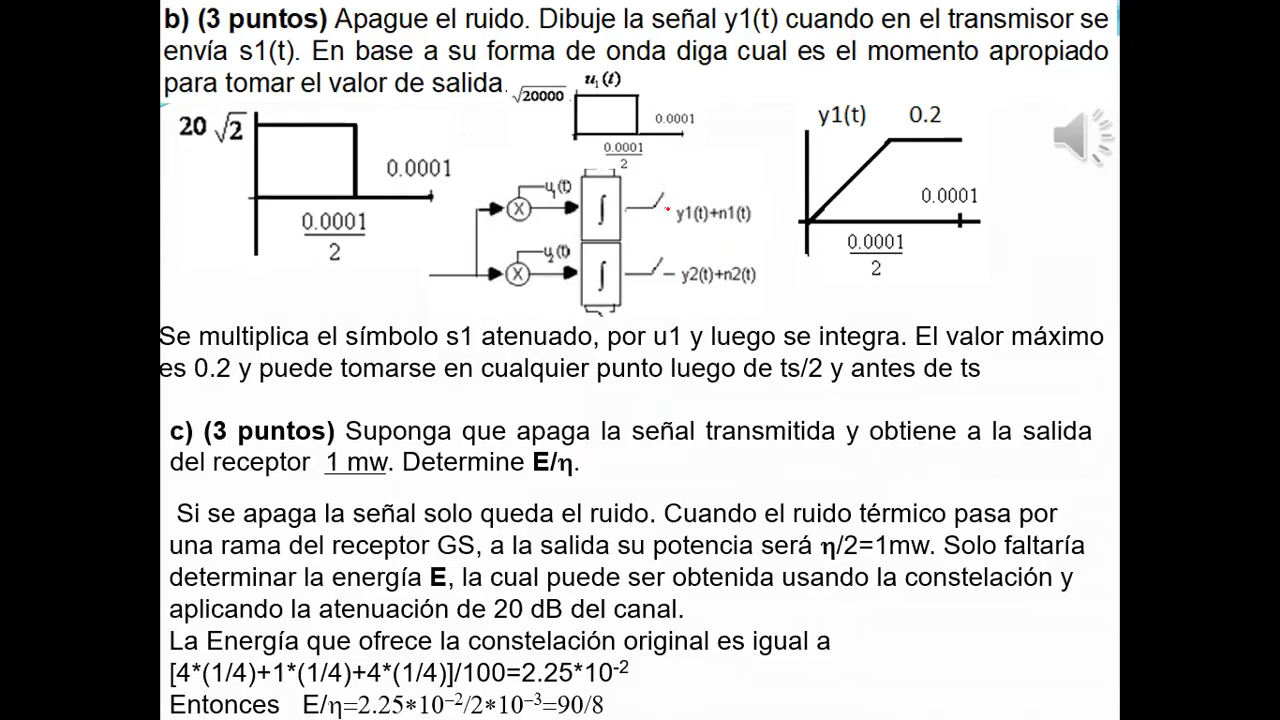 b) (3 puntos) Apague el ruido. Dibuje la señal y1(t) cuando en el transmisor se
envía s1(t). En base a su forma de onda diga cual es el momento apropiado
para tomar el valor de salida.
u₁(t)
√20000
0.0001
0.0001
2
20 √2
0.0001
0.0001
2
y1(t) 0.2
0.0001
0.0001
2
u₁(t)
X
∫
y1(t)+n1(t)
u₂(t)
X
∫
y2(t)+n2(t)
Se multiplica el símbolo s1 atenuado, por u1 y luego se integra. El valor máximo
es 0.2 y puede tomarse en cualquier punto luego de ts/2 y antes de ts
c) (3 puntos) Suponga que apaga la señal transmitida y obtiene a la salida
del receptor 1 mw. Determine E/η.
Si se apaga la señal solo queda el ruido. Cuando el ruido térmico pasa por
una rama del receptor GS, a la salida su potencia será η/2=1mw. Solo faltaría
determinar la energía E, la cual puede ser obtenida usando la constelación y
aplicando la atenuación de 20 dB del canal.
La Energía que ofrece la constelación original es igual a
[4*(1/4)+1*(1/4)+4*(1/4)]/100=2.25*10⁻²
Entonces E/η=2.25*10⁻²/2*10⁻³=90/8